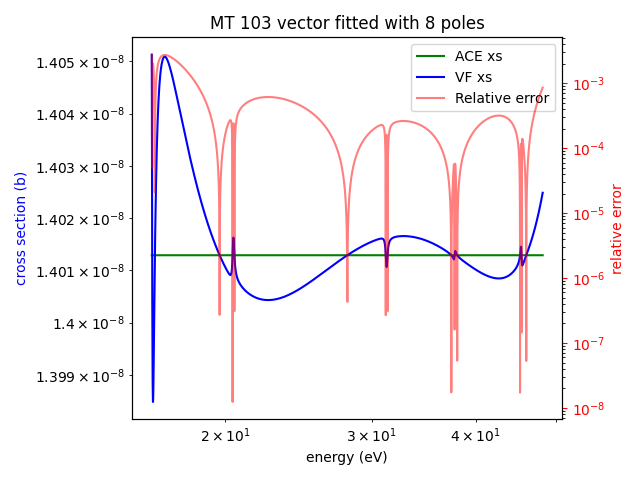 MT 103 vector fitted with 8 poles
ACE xs
VF xs
Relative error
1.405 × 10⁻⁸
1.404 × 10⁻⁸
1.403 × 10⁻⁸
1.402 × 10⁻⁸
1.401 × 10⁻⁸
1.4 × 10⁻⁸
1.399 × 10⁻⁸
cross section (b)
10⁻³
10⁻⁴
10⁻⁵
10⁻⁶
10⁻⁷
10⁻⁸
relative error
2 × 10¹
3 × 10¹
4 × 10¹
energy (eV)